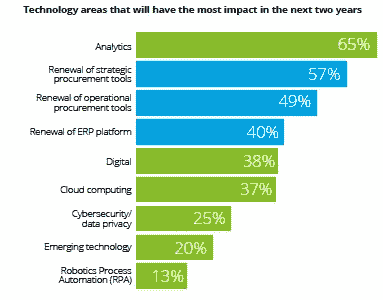 Technology areas that will have the most impact in the next two years
Analytics
65%
Renewal of strategic
procurement tools
57%
Renewal of operational
procurement tools
49%
Renewal of ERP platform
40%
Digital
38%
Cloud computing
37%
Cybersecurity/
data privacy
25%
Emerging technology
20%
Robotics Process
Automation (RPA)
13%